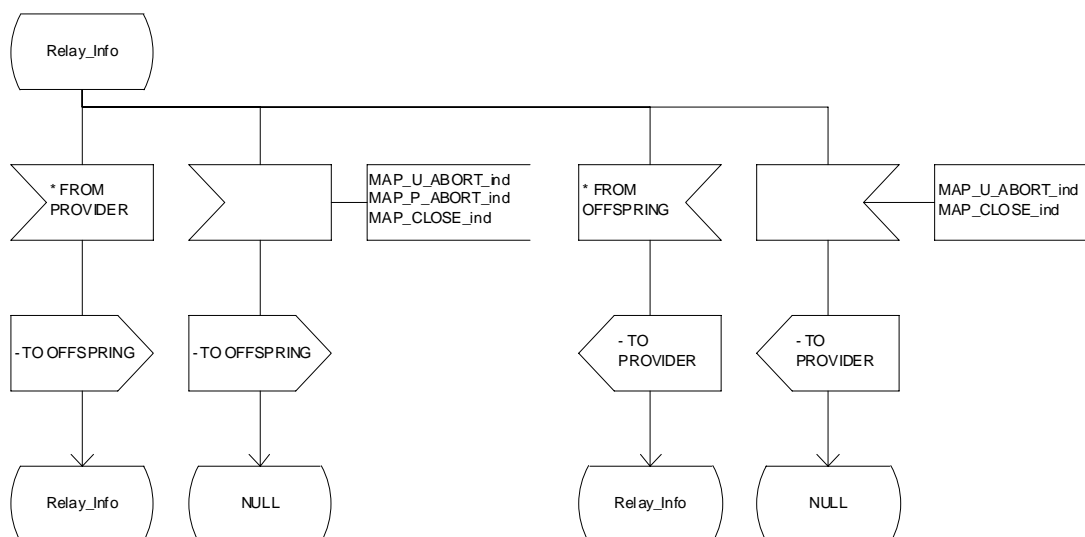 Relay_Info
* FROM
PROVIDER
MAP_U_ABORT_ind
MAP_P_ABORT_ind
MAP_CLOSE_ind
* FROM
OFFSPRING
MAP_U_ABORT_ind
MAP_CLOSE_ind
- TO OFFSPRING
- TO OFFSPRING
- TO
PROVIDER
- TO
PROVIDER
Relay_Info
NULL
Relay_Info
NULL